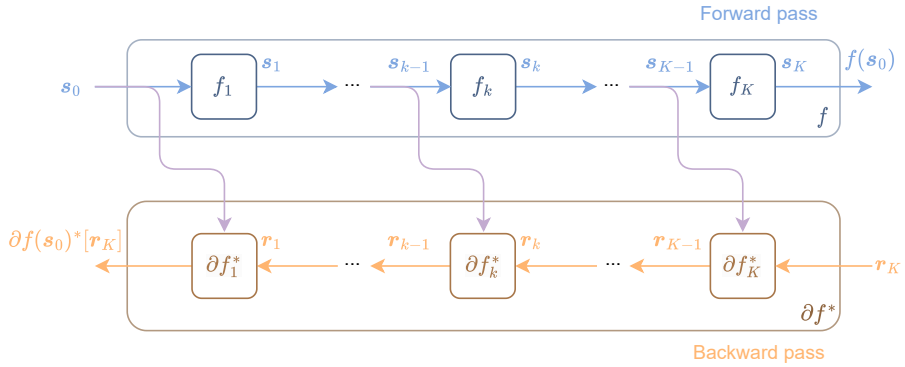 Forward pass
s_0 f_1 s_1 ... s_{k-1} f_k s_k ... s_{K-1} f_K s_K f(s_0)
f
∂f(s_0)*[r_K] ∂f_1^* r_1 ... r_{k-1} ∂f_k^* r_k ... r_{K-1} ∂f_K^* r_K
∂f*
Backward pass